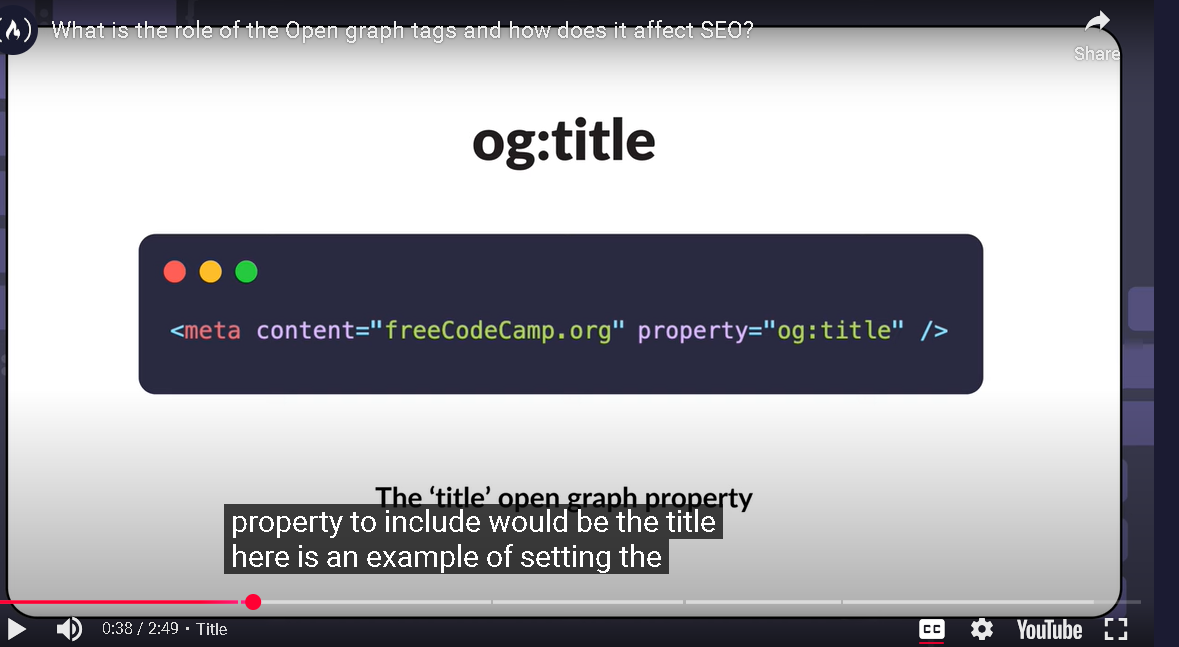 What is the role of the Open graph tags and how does it affect SEO?
Share
og:title
<meta content="freeCodeCamp.org" property="og:title" />
The ‘title’ open graph property
property to include would be the title
here is an example of setting the
0:38 / 2:49 • Title
CC
YouTube